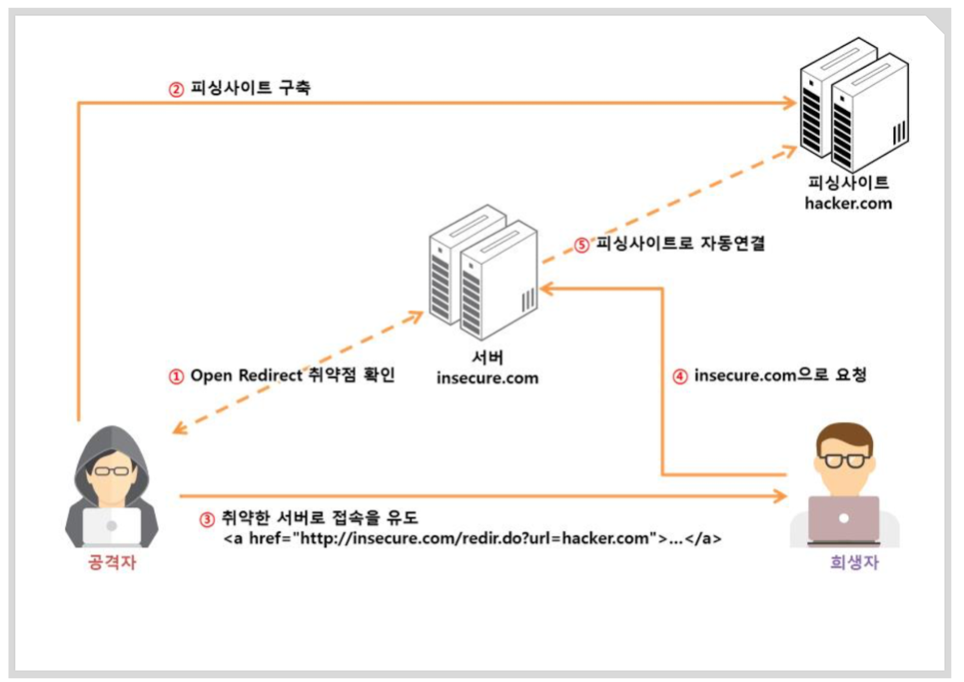 ② 피싱사이트 구축
피싱사이트
hacker.com
⑤ 피싱사이트로 자동연결
서버
insecure.com
① Open Redirect 취약점 확인
④ insecure.com으로 요청
③ 취약한 서버로 접속을 유도
<a href="http://insecure.com/redir.do?url=hacker.com">...</a>
공격자
희생자